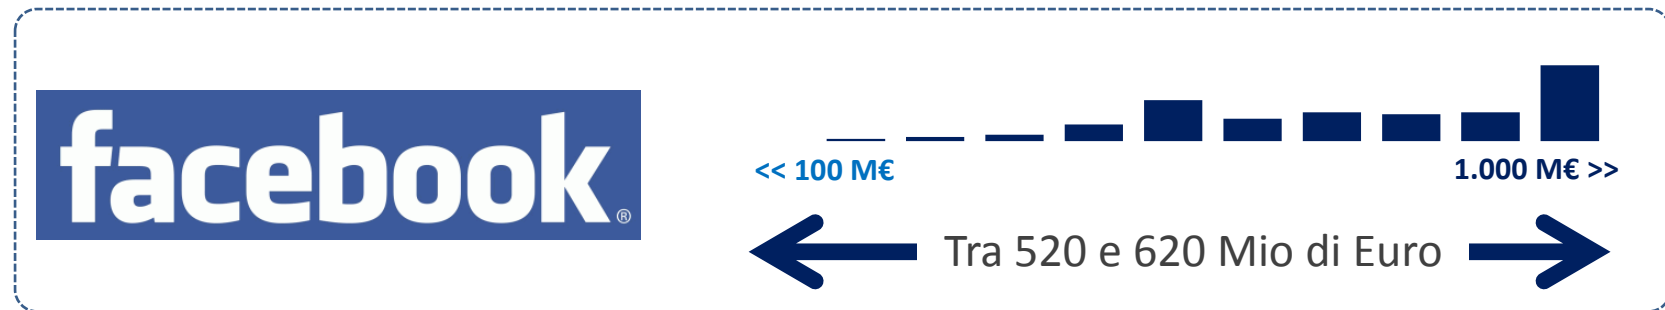 facebook®
<< 100 M€
1.000 M€ >>
Tra 520 e 620 Mio di Euro